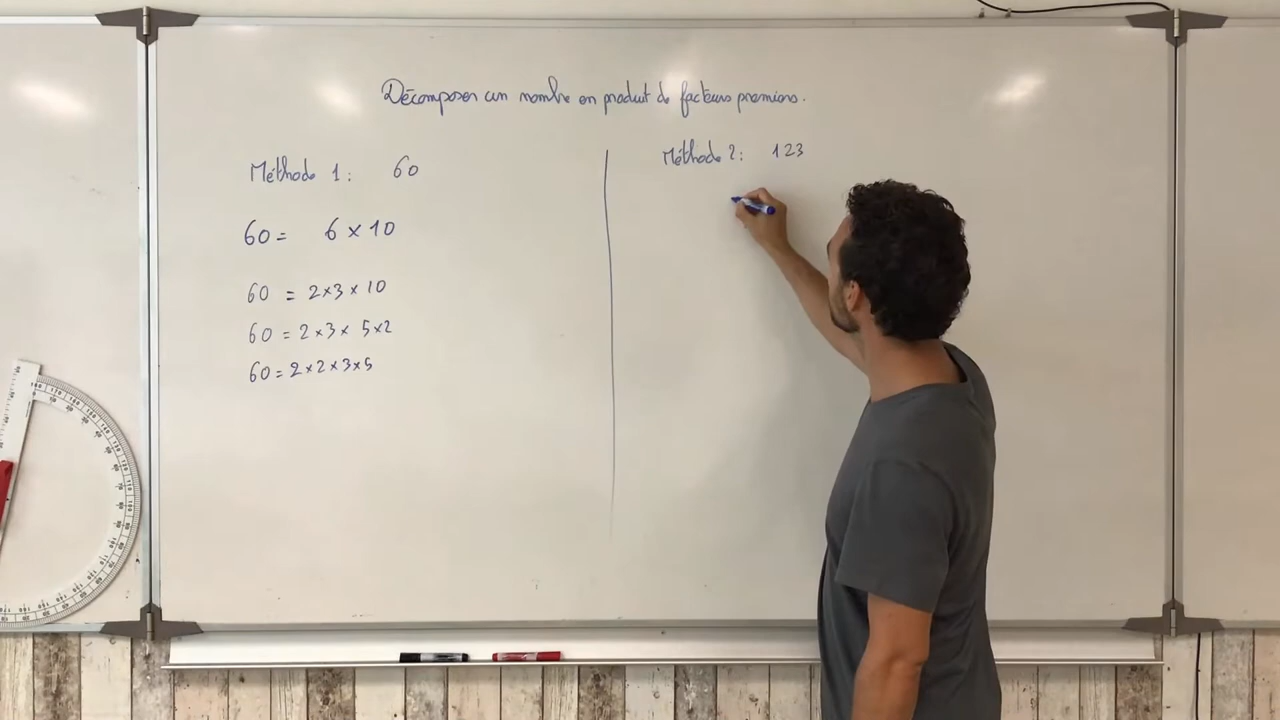 Décomposer un nombre en produit de facteurs premiers.
Méthode 1 : 60
60 = 6 × 10
60 = 2 × 3 × 10
60 = 2 × 3 × 5 × 2
60 = 2 × 2 × 3 × 5
Méthode 2 : 123